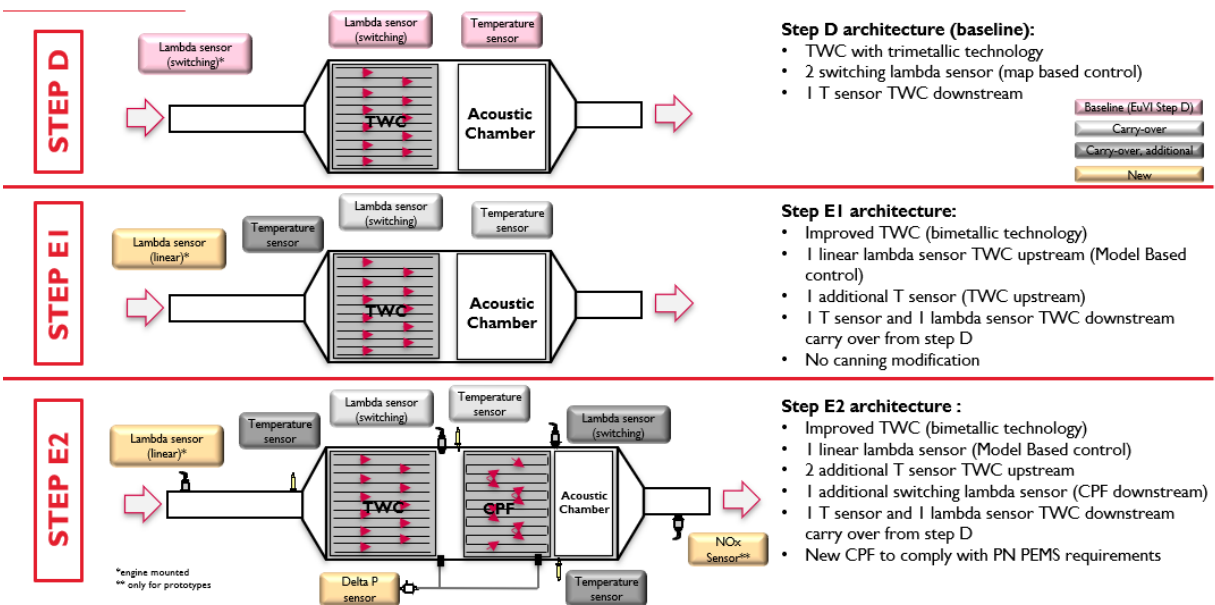 STEP D
Lambda sensor
(switching)*
Lambda sensor
(switching)
Temperature
sensor
TWC
Acoustic
Chamber
Step D architecture (baseline):
• TWC with trimetallic technology
• 2 switching lambda sensor (map based control)
• 1 T sensor TWC downstream
Baseline (EuVI Step D)
Carry-over
Carry-over, additional
New
STEP E1
Lambda sensor
(linear)*
Temperature
sensor
Lambda sensor
(switching)
Temperature
sensor
TWC
Acoustic
Chamber
Step E1 architecture:
• Improved TWC (bimetallic technology)
• 1 linear lambda sensor TWC upstream (Model Based
control)
• 1 additional T sensor (TWC upstream)
• 1 T sensor and 1 lambda sensor TWC downstream
carry over from step D
• No canning modification
STEP E2
Lambda sensor
(linear)*
Temperature
sensor
Lambda sensor
(switching)
Temperature
sensor
Lambda sensor
(switching)
TWC
CPF
Acoustic
Chamber
NOx
Sensor**
Delta P
sensor
Temperature
sensor
*engine mounted
** only for prototypes
Step E2 architecture :
• Improved TWC (bimetallic technology)
• 1 linear lambda sensor (Model Based control)
• 2 additional T sensor TWC upstream
• 1 additional switching lambda sensor (CPF downstream)
• 1 T sensor and 1 lambda sensor TWC downstream
carry over from step D
• New CPF to comply with PN PEMS requirements